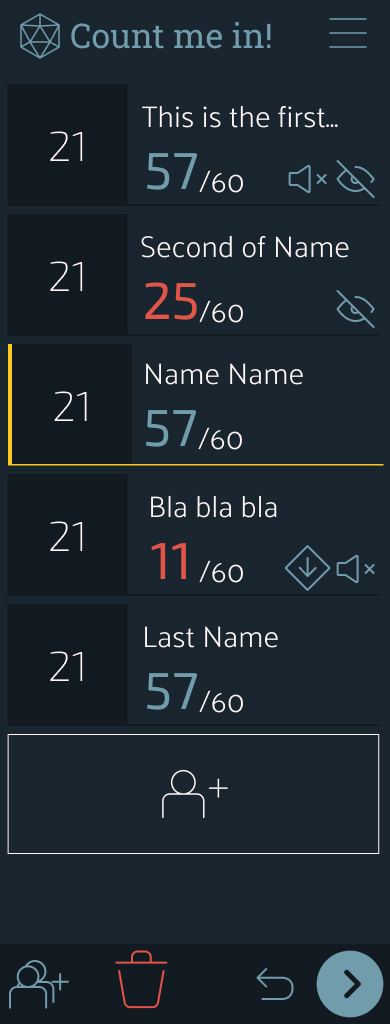 Count me in!
This is the first...
21
57/60
Second of Name
21
25/60
Name Name
21
57/60
Bla bla bla
21
11/60
Last Name
21
57/60